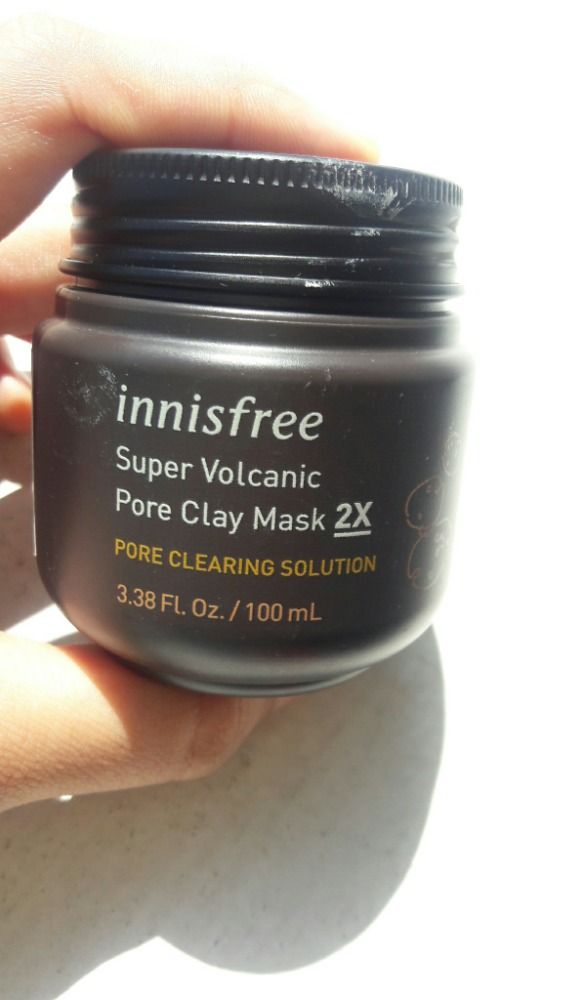 innisfree
Super Volcanic
Pore Clay Mask 2X
PORE CLEARING SOLUTION
3.38 Fl. Oz. / 100 mL